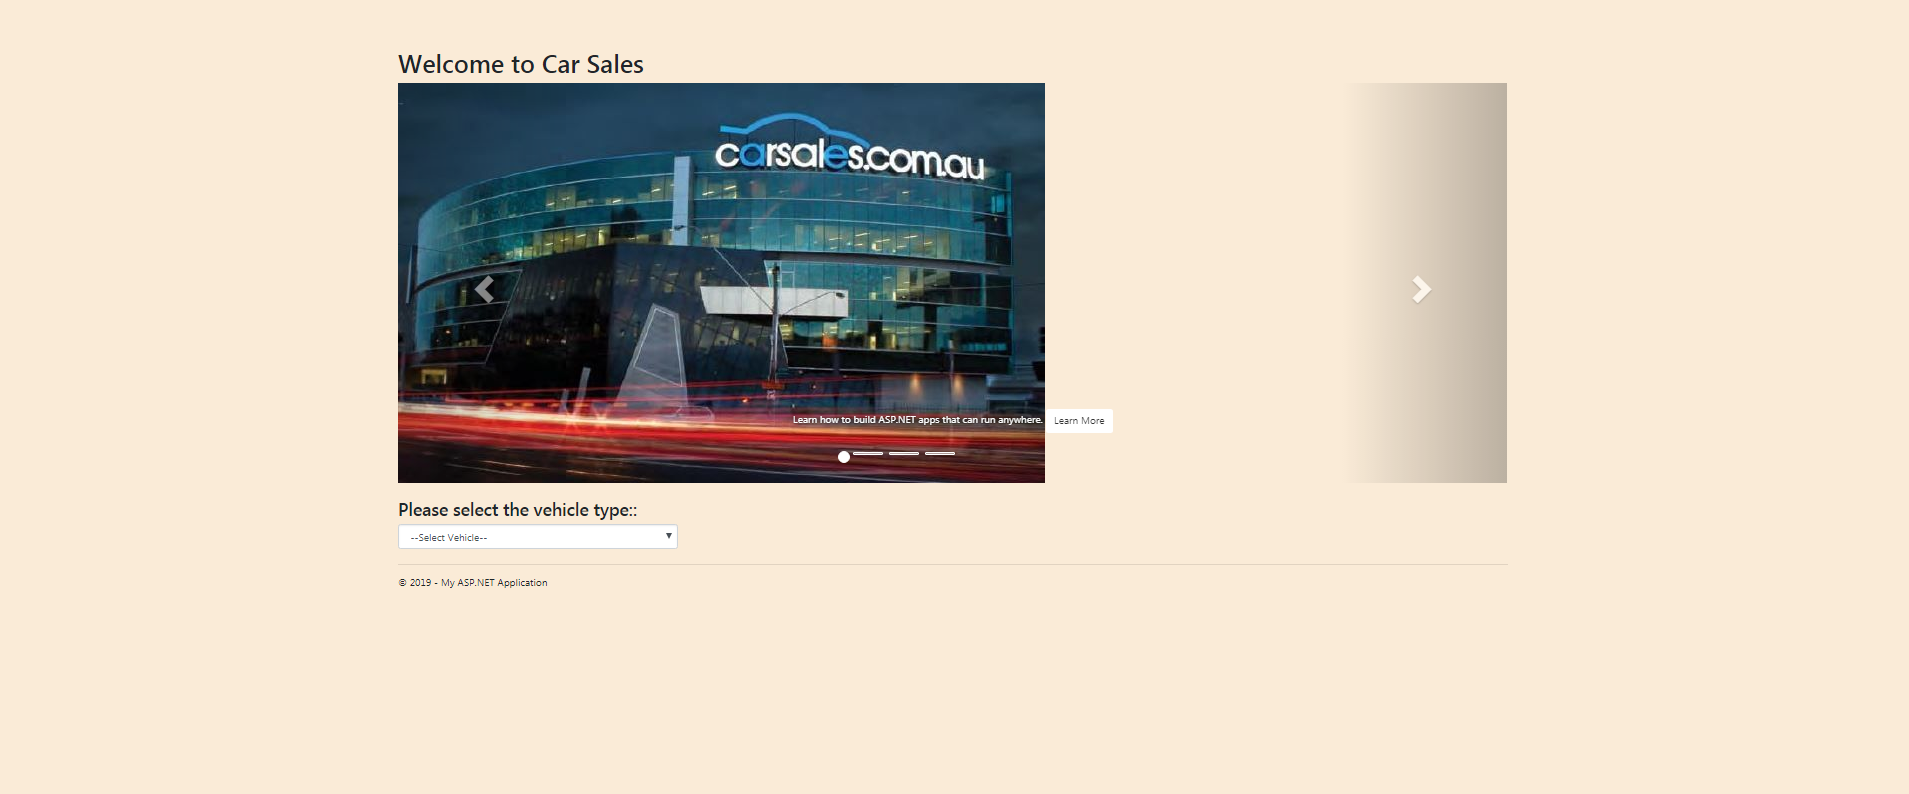 Welcome to Car Sales
carsales.com.au
Learn how to build ASP.NET apps that can run anywhere. Learn More
Please select the vehicle type::
--Select Vehicle--
© 2019 - My ASP.NET Application